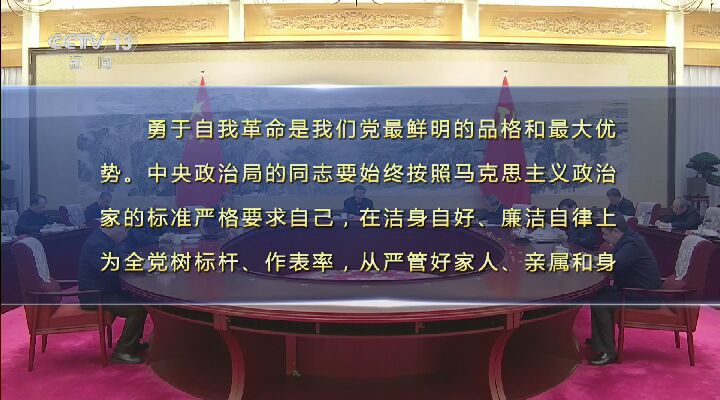 CCTV 13
新闻
勇于自我革命是我们党最鲜明的品格和最大优
势。中央政治局的同志要始终按照马克思主义政治
家的标准严格要求自己，在洁身自好、廉洁自律上
为全党树标杆、作表率，从严管好家人、亲属和身